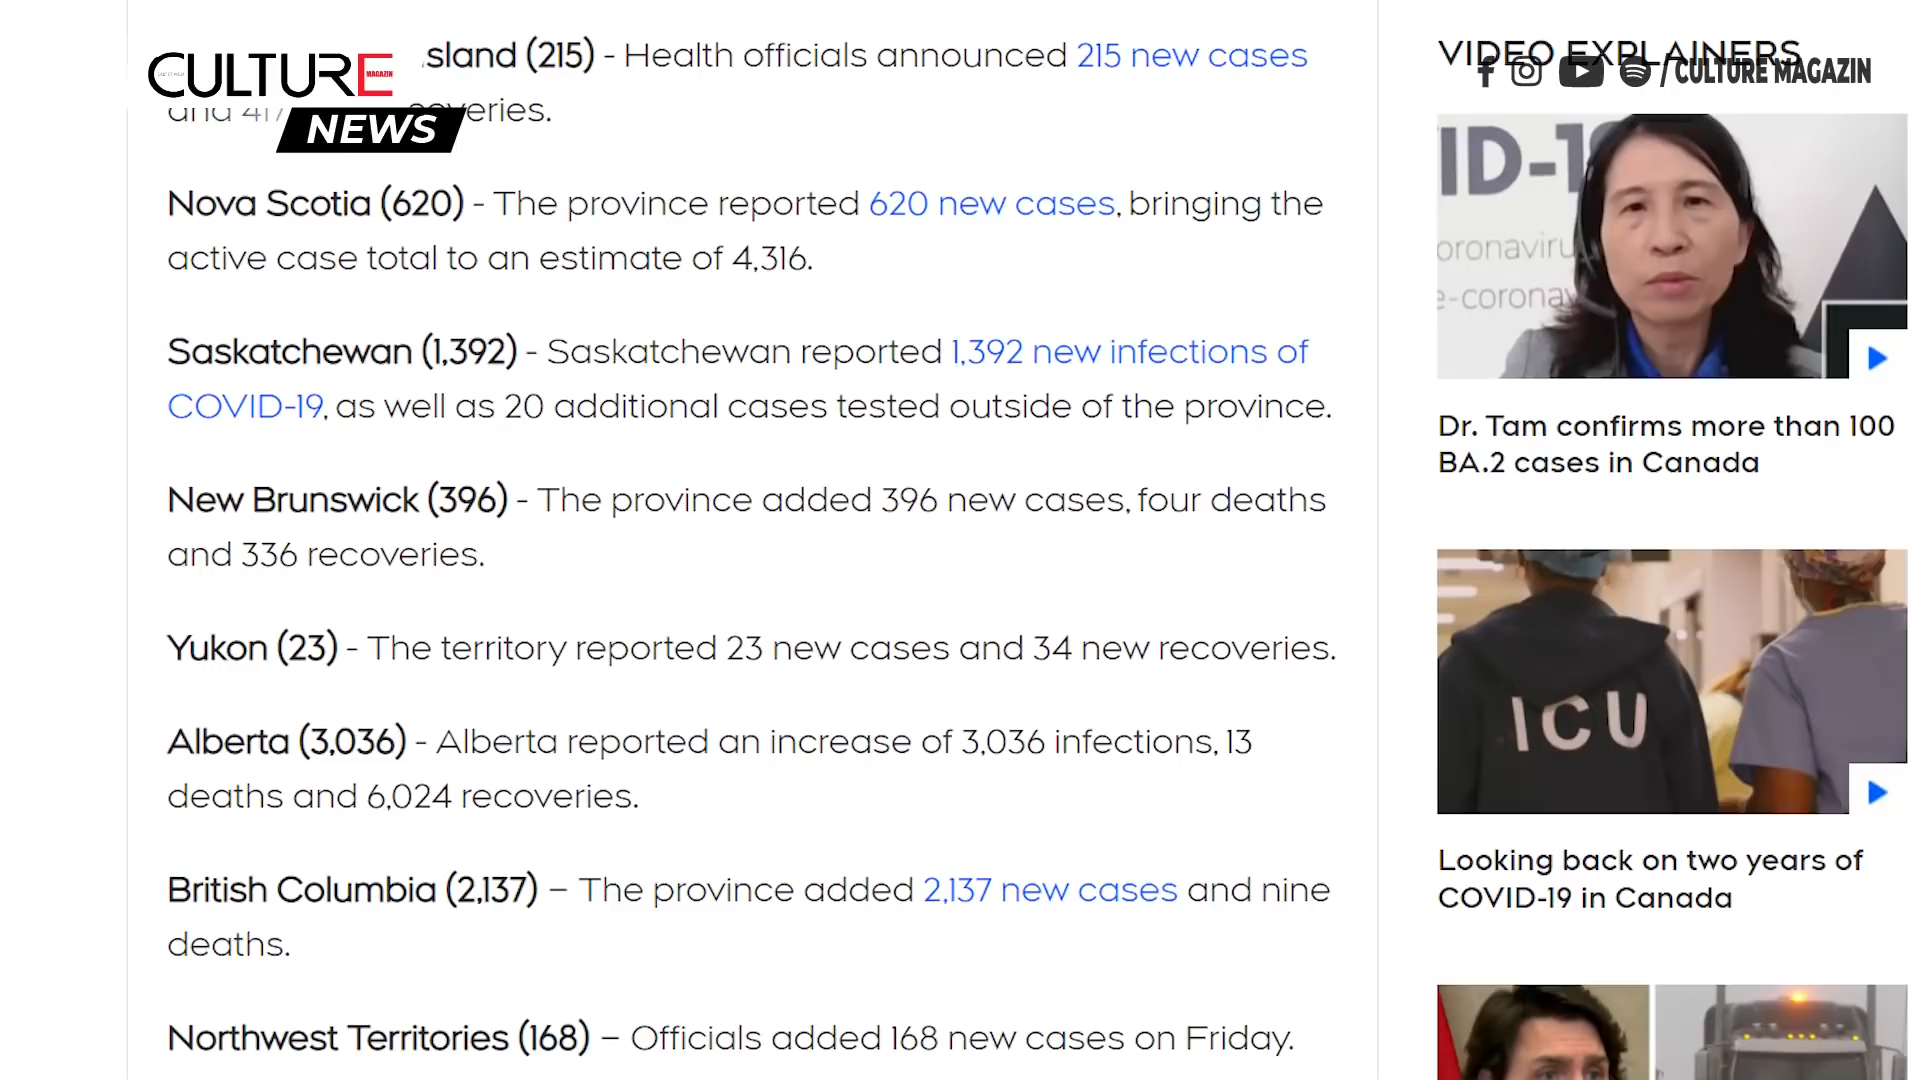 CULTURE
MAGAZIN
NEWS
sland (215) - Health officials announced 215 new cases
and 417
eries.
Nova Scotia (620) - The province reported 620 new cases, bringing the
active case total to an estimate of 4,316.
Saskatchewan (1,392) - Saskatchewan reported 1,392 new infections of
COVID-19, as well as 20 additional cases tested outside of the province.
New Brunswick (396) - The province added 396 new cases, four deaths
and 336 recoveries.
Yukon (23) - The territory reported 23 new cases and 34 new recoveries.
Alberta (3,036) - Alberta reported an increase of 3,036 infections, 13
deaths and 6,024 recoveries.
British Columbia (2,137) – The province added 2,137 new cases and nine
deaths.
Northwest Territories (168) – Officials added 168 new cases on Friday.
VIDEO EXPLAINERS
/ CULTURE MAGAZIN
ID-19
oronaviru
e-coronav
Dr. Tam confirms more than 100
BA.2 cases in Canada
ICU
Looking back on two years of
COVID-19 in Canada